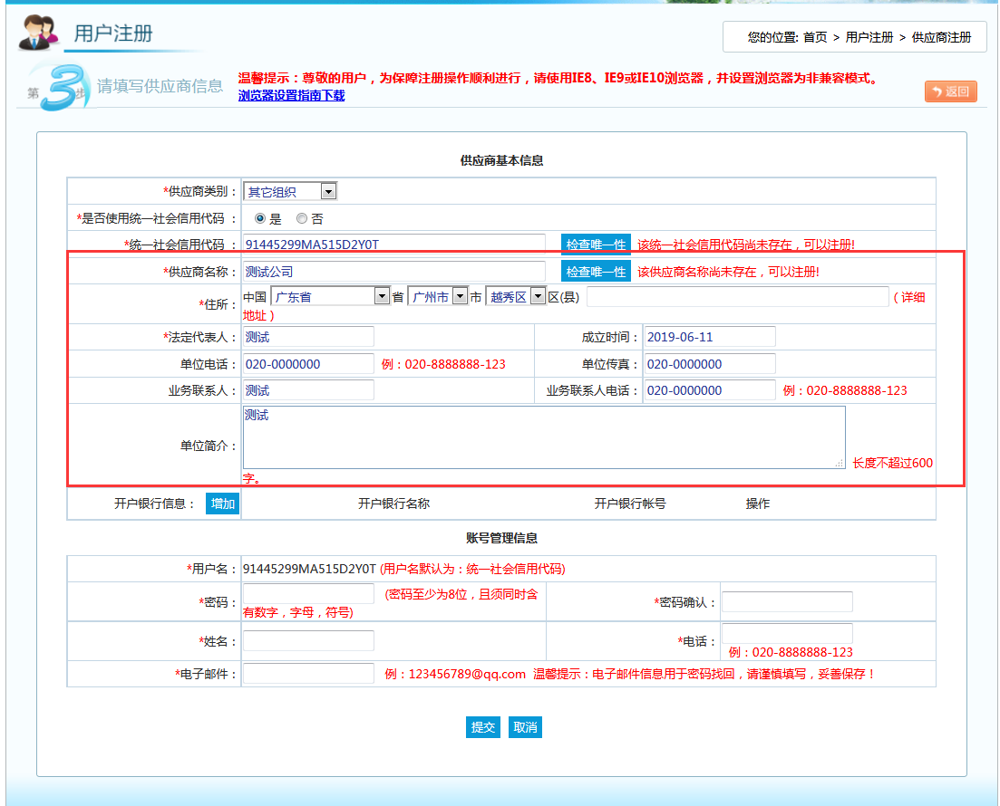 用户注册
您的位置: 首页 > 用户注册 > 供应商注册
第3步 请填写供应商信息
温馨提示：尊敬的用户，为保障注册操作顺利进行，请使用IE8、IE9或IE10浏览器，并设置浏览器为非兼容模式。
浏览器设置指南下载
返回
供应商基本信息
*供应商类别： 其它组织
*是否使用统一社会信用代码 ： 是 否
*统一社会信用代码 ： 91445299MA515D2Y0T 检查唯一性 该统一社会信用代码尚未存在，可以注册!
*供应商名称： 测试公司 检查唯一性 该供应商名称尚未存在，可以注册!
*住所： 中国 广东省 省 广州市 市 越秀区 区(县) （详细
地址）
*法定代表人： 测试 成立时间： 2019-06-11
单位电话： 020-0000000 例：020-8888888-123 单位传真： 020-0000000
业务联系人： 测试 业务联系人电话： 020-0000000 例：020-8888888-123
单位简介： 测试
长度不超过600
字。
开户银行信息： 增加 开户银行名称 开户银行帐号 操作
账号管理信息
*用户名： 91445299MA515D2Y0T (用户名默认为：统一社会信用代码)
*密码： (密码至少为8位，且须同时含
有数字，字母，符号)
*密码确认：
*姓名： *电话：
例：020-8888888-123
*电子邮件： 例：123456789@qq.com 温馨提示：电子邮件信息用于密码找回，请谨慎填写，妥善保存！
提交 取消